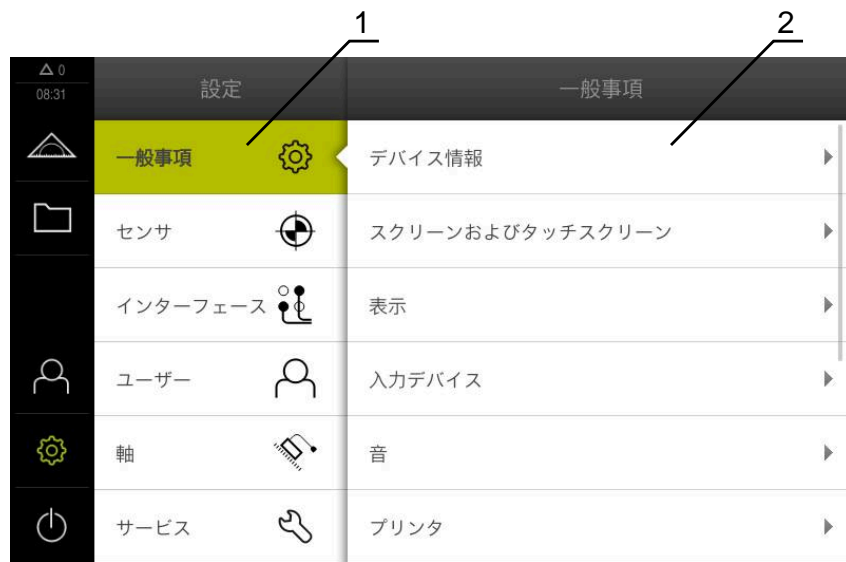 1
2
△ 0
08:31
設定
一般事項
一般事項
デバイス情報
センサ
スクリーンおよびタッチスクリーン
インターフェース
表示
ユーザー
入力デバイス
軸
音
サービス
プリンタ